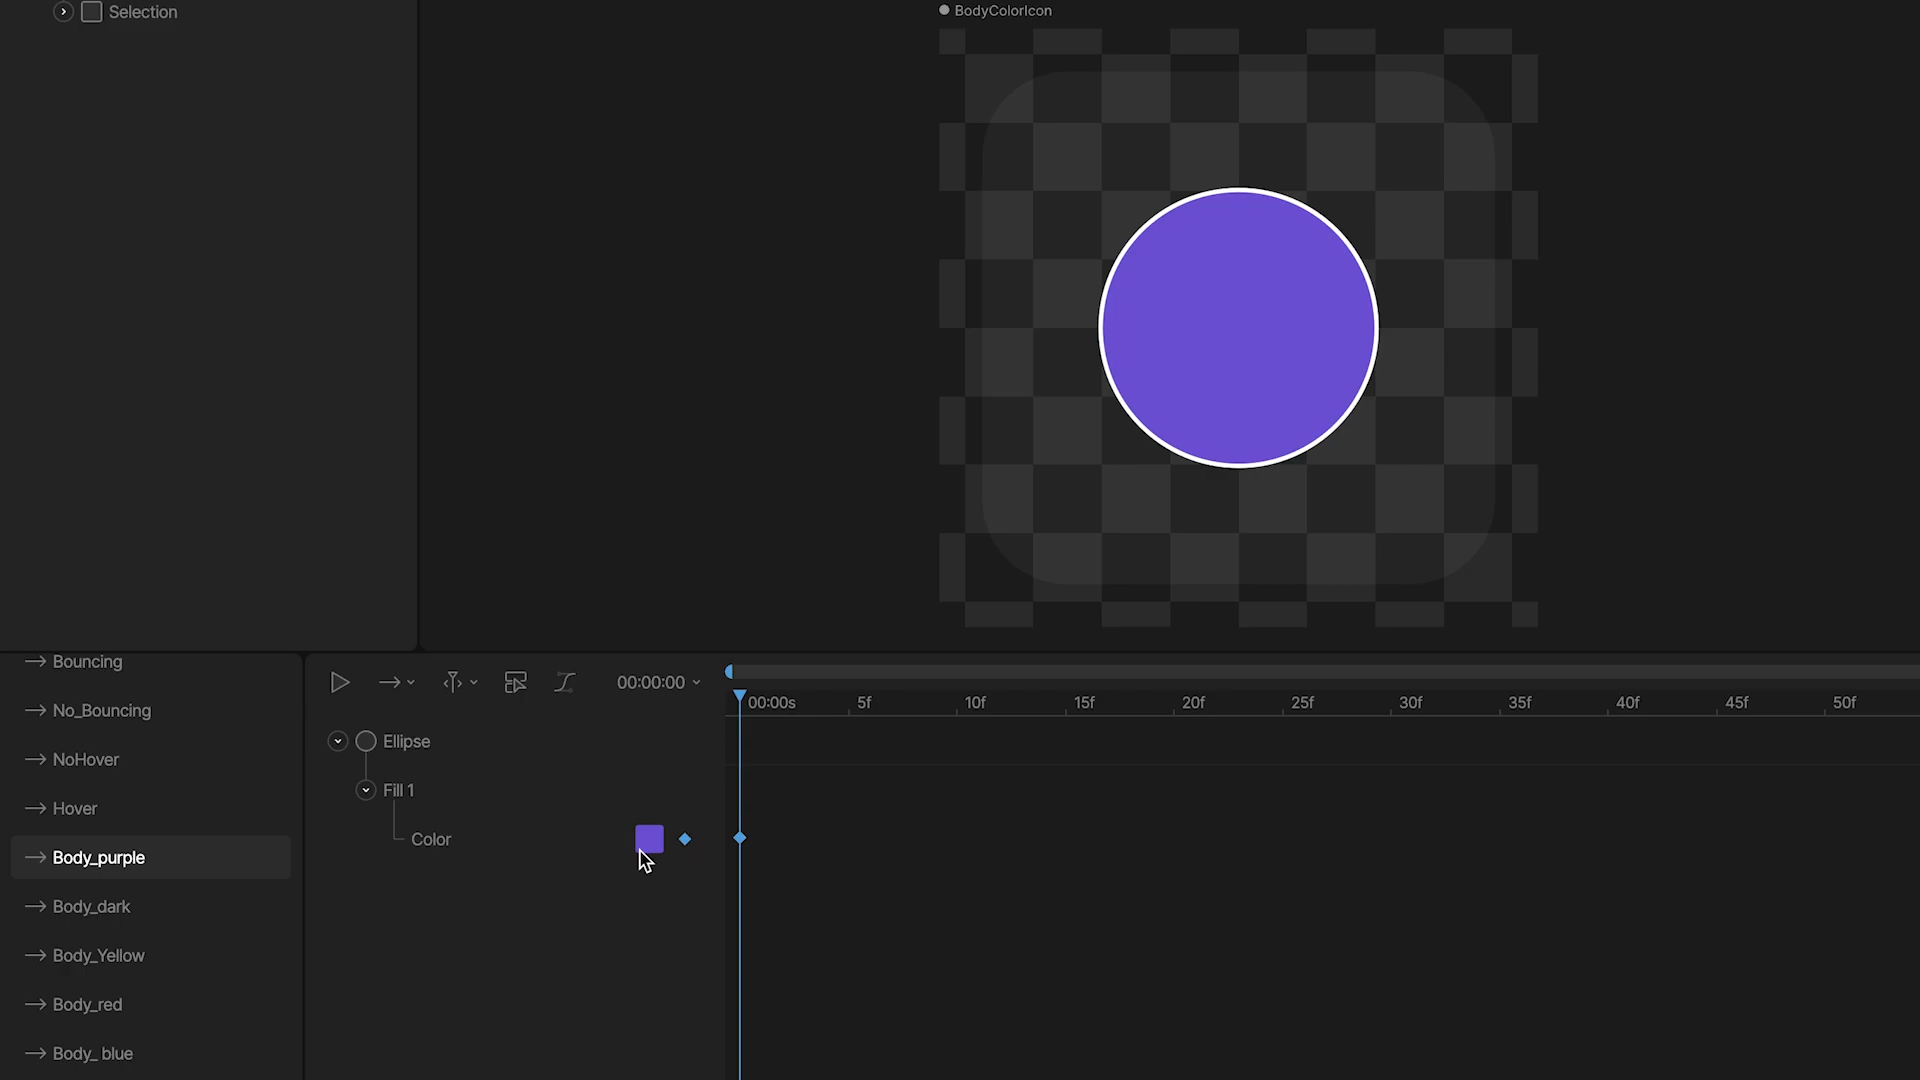 Selection
BodyColorIcon
Bouncing
No_Bouncing
NoHover
Hover
Body_purple
Body_dark
Body_Yellow
Body_red
Body_ blue
00:00:00
00:00s 5f 10f 15f 20f 25f 30f 35f 40f 45f 50f
Ellipse
Fill 1
Color